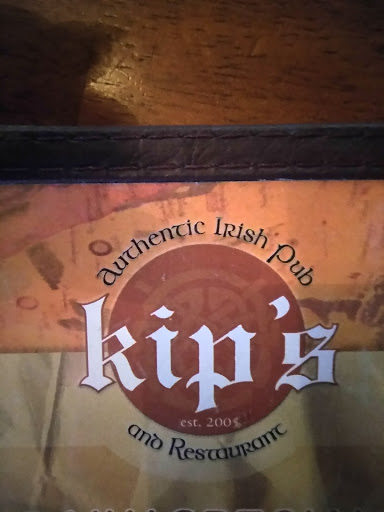 Authentic Irish Pub
kip's
est. 2005
and Restaurant